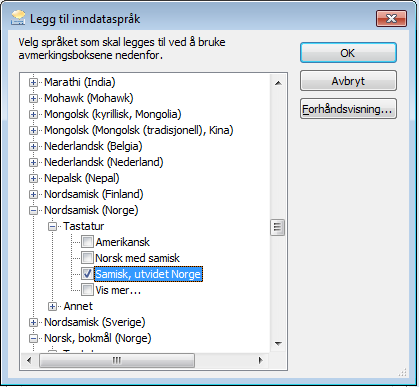 Legg til inndataspråk
Velg språket som skal legges til ved å bruke
avmerkingsboksene nedenfor.
OK
Avbryt
Forhåndsvisning...
Marathi (India)
Mohawk (Mohawk)
Mongolsk (kyrillisk, Mongolia)
Mongolsk (Mongolsk (tradisjonell), Kina)
Nederlandsk (Belgia)
Nederlandsk (Nederland)
Nepalsk (Nepal)
Nordsamisk (Finland)
Nordsamisk (Norge)
Tastatur
Amerikansk
Norsk med samisk
Samisk, utvidet Norge
Vis mer...
Annet
Nordsamisk (Sverige)
Norsk, bokmål (Norge)